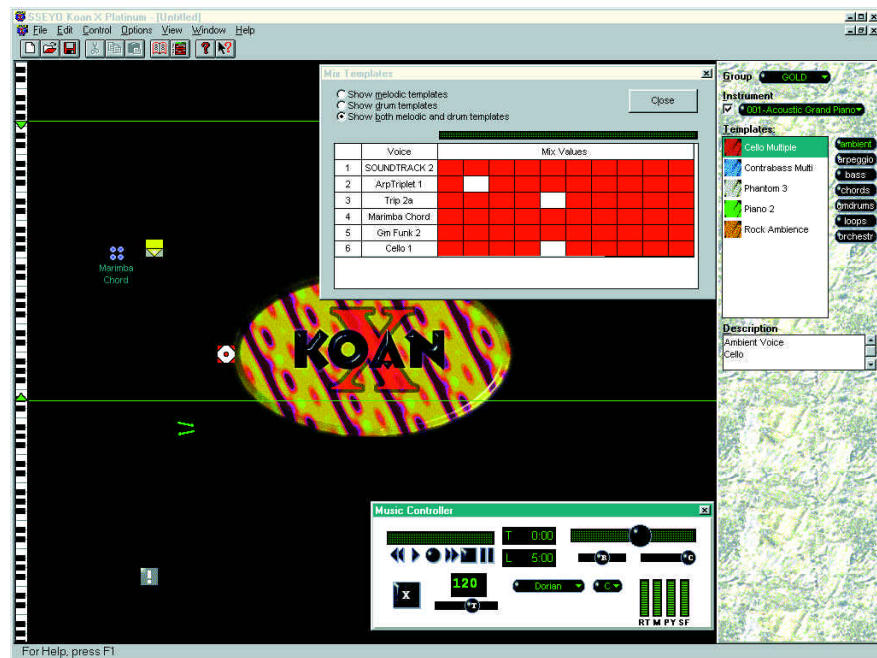 SSEYO Koan X Platinum - [Untitled]
File Edit Control Options View Window Help
Mix Templates
Show melodic templates
Show drum templates
Show both melodic and drum templates
Close
Voice Mix Values
1 SOUNDTRACK 2
2 ArpTriplet 1
3 Trip 2a
4 Marimba Chord
5 Gm Funk 2
6 Cello 1
Group GOLD
Instrument
001-Acoustic Grand Piano
Templates:
Cello Multiple
Contrabass Multi
Phantom 3
Piano 2
Rock Ambience
ambient
arpeggio
bass
chords
gmdrums
loops
orchestr
Description
Ambient Voice
Cello
Marimba
Chord
KOAN
X
Music Controller
T 0:00
L 5:00
R
C
X
120
T
Dorian
C
RT M PY SF
For Help, press F1